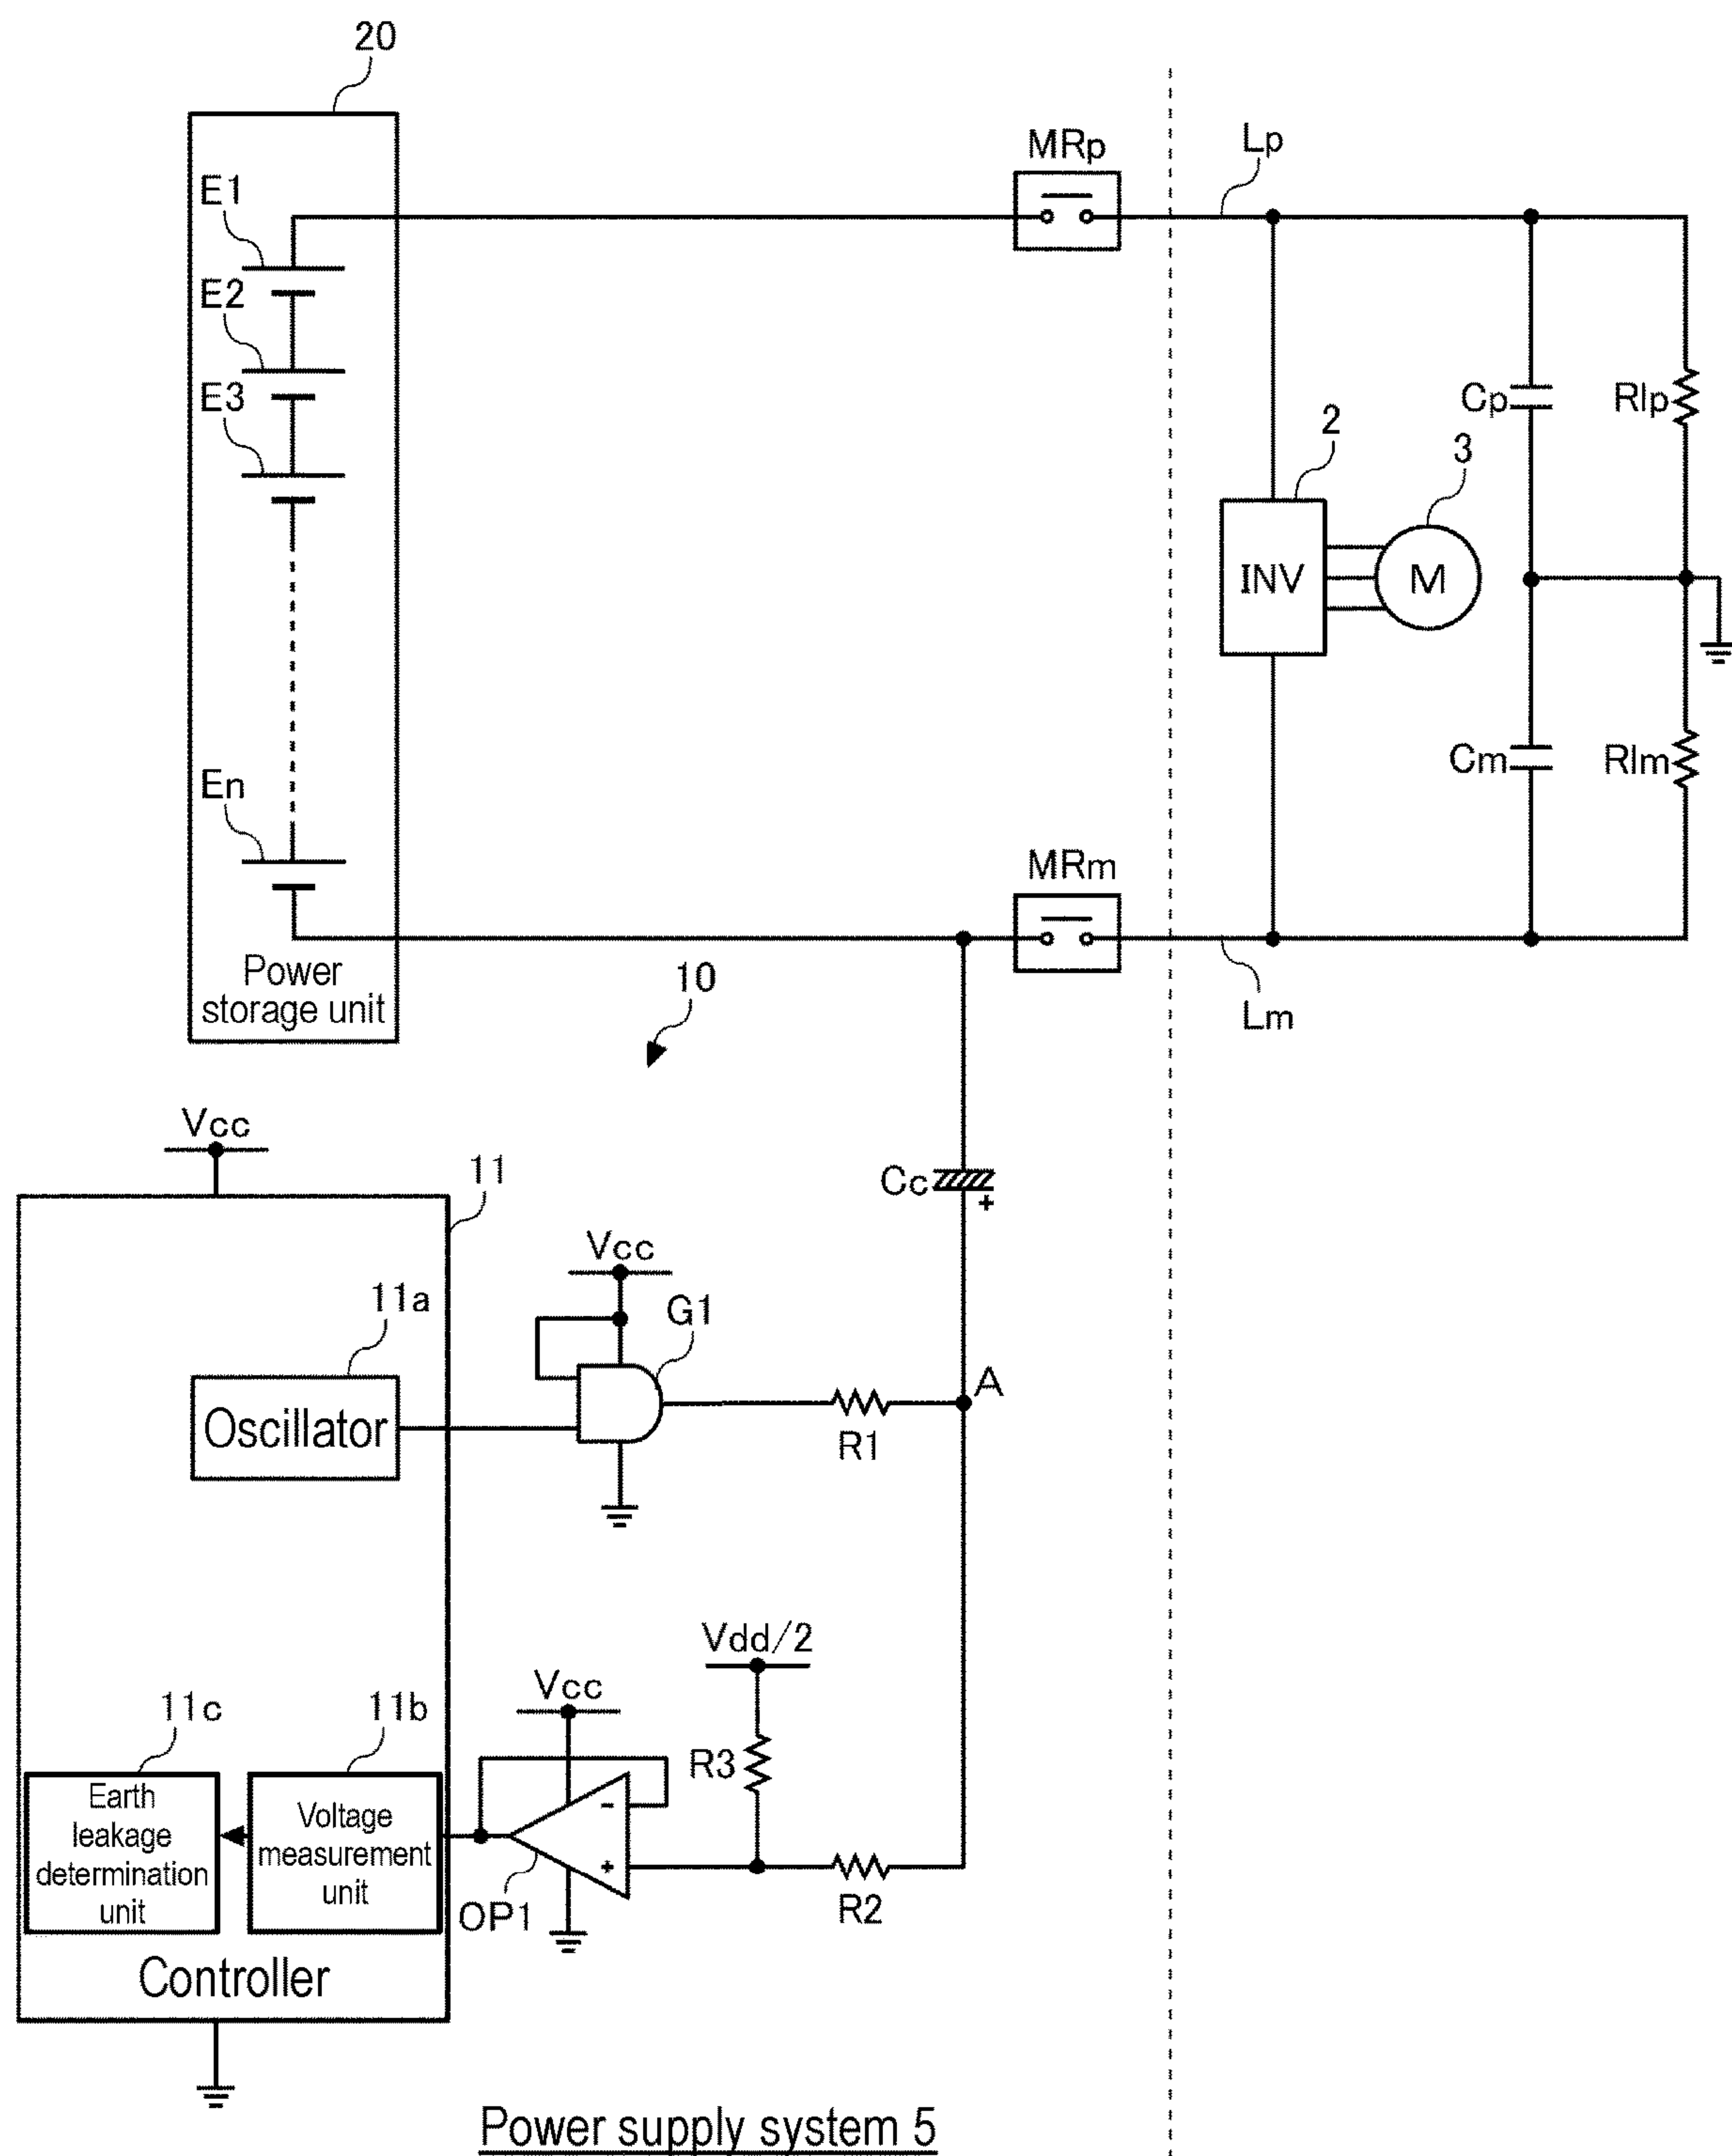 20
MRp
Lp
E1
E2
E3
Cp
Rlp
2
3
INV
M
Cm
Rlm
En
MRm
Power
storage unit
10
Lm
Vcc
11
Cc
+
Vcc
11a
G1
A
Oscillator
R1
Vdd/2
Vcc
11c
11b
R3
Earth
leakage
determination
unit
Voltage
measurement
unit
-
+
OP1
R2
Controller
Power supply system 5